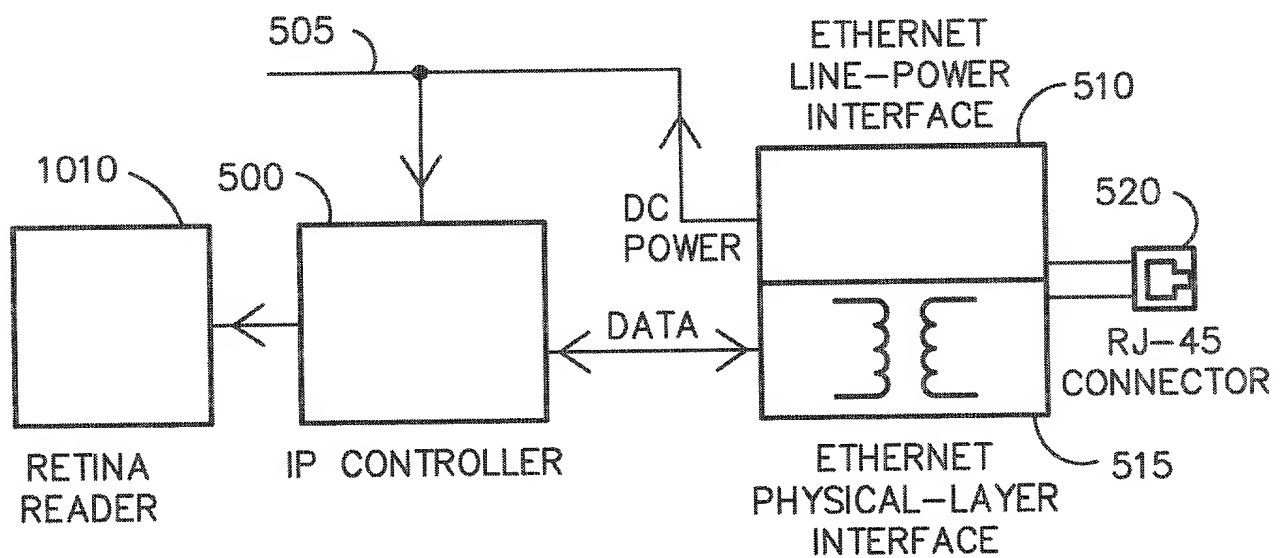 505
ETHERNET
LINE-POWER
INTERFACE
510
1010
500
DC
POWER
520
DATA
RJ-45
CONNECTOR
RETINA
READER
IP CONTROLLER
ETHERNET
PHYSICAL-LAYER
INTERFACE
515